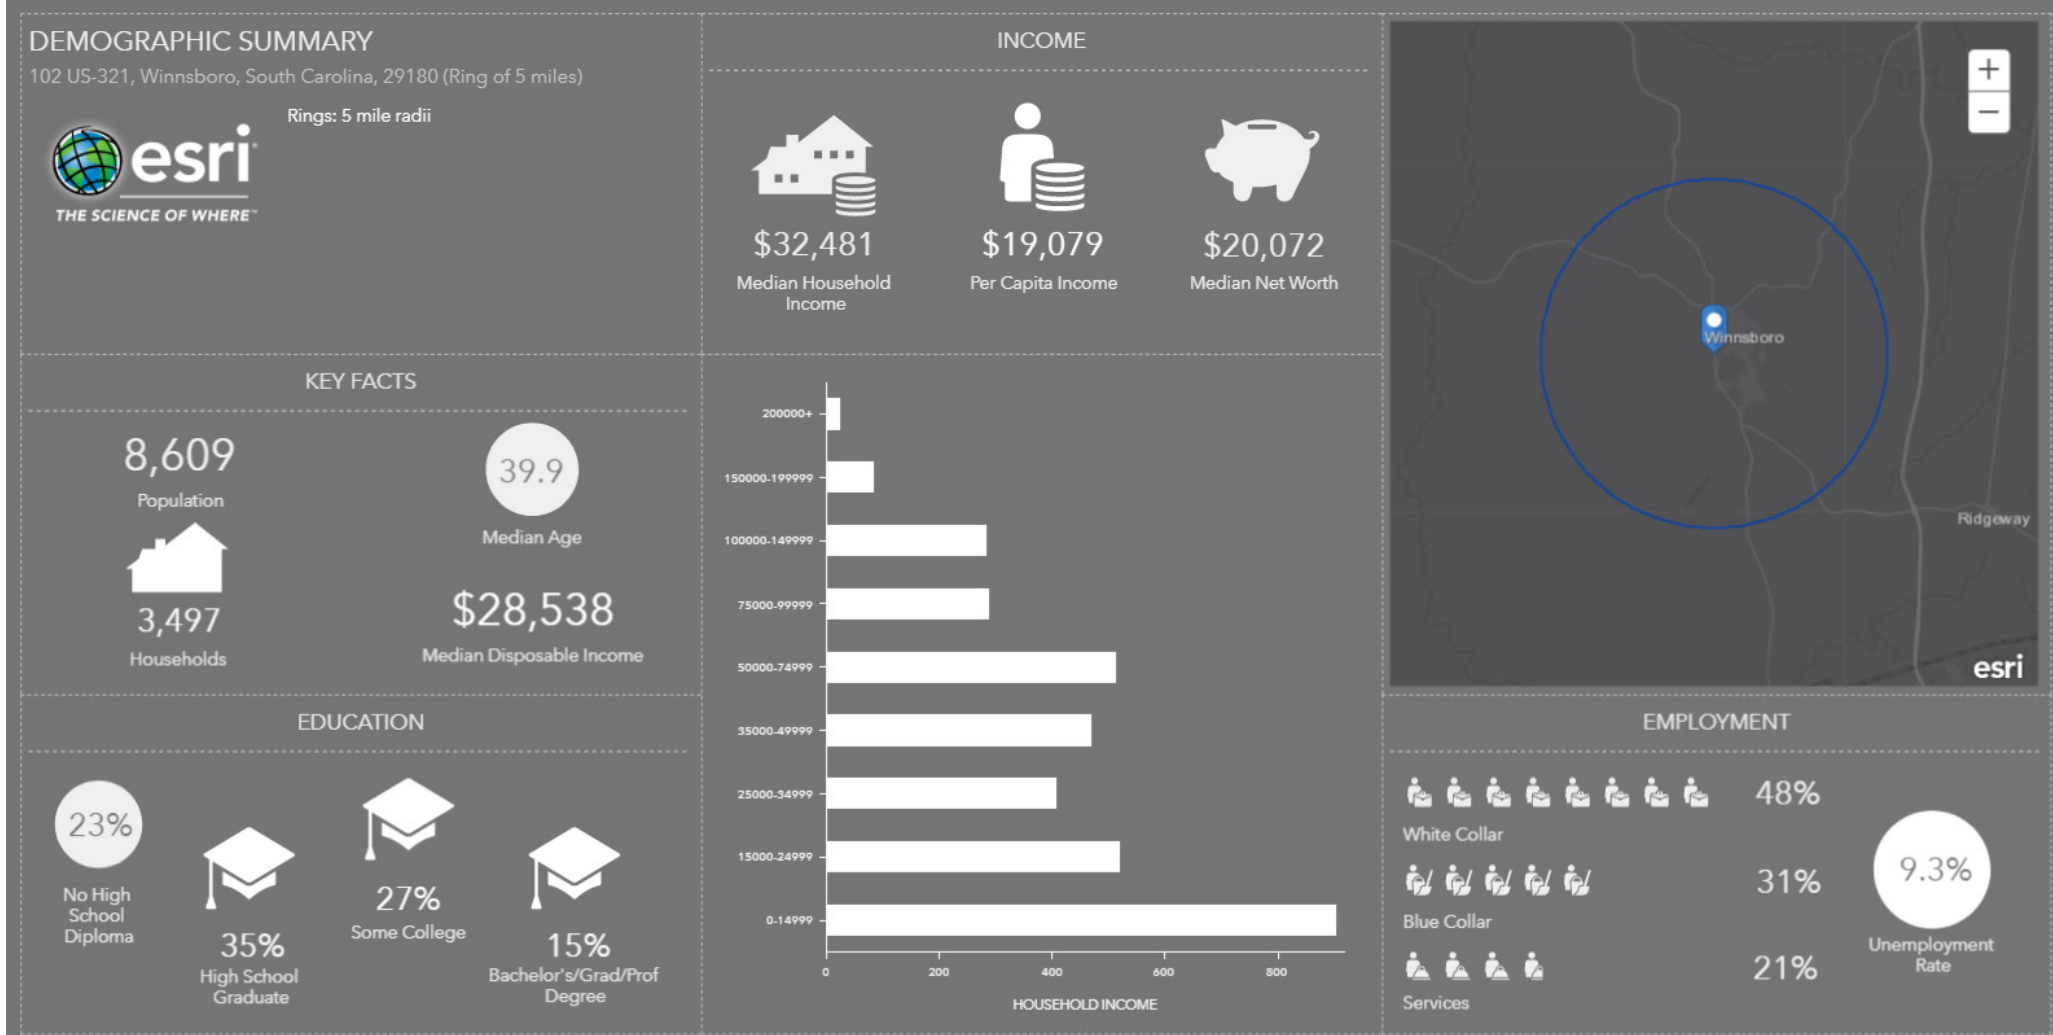 DEMOGRAPHIC SUMMARY
102 US-321, Winnsboro, South Carolina, 29180 (Ring of 5 miles)
Rings: 5 mile radii
esri
THE SCIENCE OF WHERE™
INCOME
$32,481
Median Household
Income
$19,079
Per Capita Income
$20,072
Median Net Worth
+
−
Winnsboro
Ridgeway
esri
KEY FACTS
8,609
Population
39.9
Median Age
3,497
Households
$28,538
Median Disposable Income
200000+
150000-199999
100000-149999
75000-99999
50000-74999
35000-49999
25000-34999
15000-24999
0-14999
0 200 400 600 800
HOUSEHOLD INCOME
EDUCATION
23%
No High
School
Diploma
35%
High School
Graduate
27%
Some College
15%
Bachelor's/Grad/Prof
Degree
EMPLOYMENT
48%
White Collar
31%
Blue Collar
21%
Services
9.3%
Unemployment
Rate